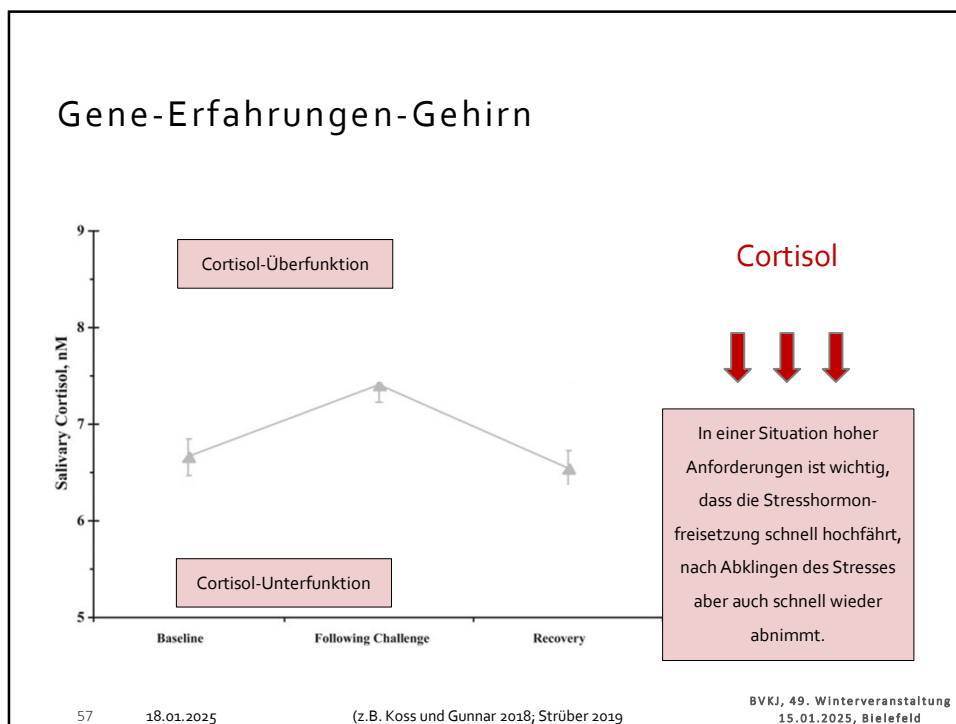 Gene-Erfahrungen-Gehirn
9
8
7
6
5
Salivary Cortisol, nM
Cortisol-Überfunktion
Cortisol-Unterfunktion
Baseline
Following Challenge
Recovery
Cortisol
In einer Situation hoher
Anforderungen ist wichtig,
dass die Stresshormon-
freisetzung schnell hochfährt,
nach Abklingen des Stresses
aber auch schnell wieder
abnimmt.
57
18.01.2025
(z.B. Koss und Gunnar 2018; Strüber 2019
BVKJ, 49. Winterveranstaltung
15.01.2025, Bielefeld